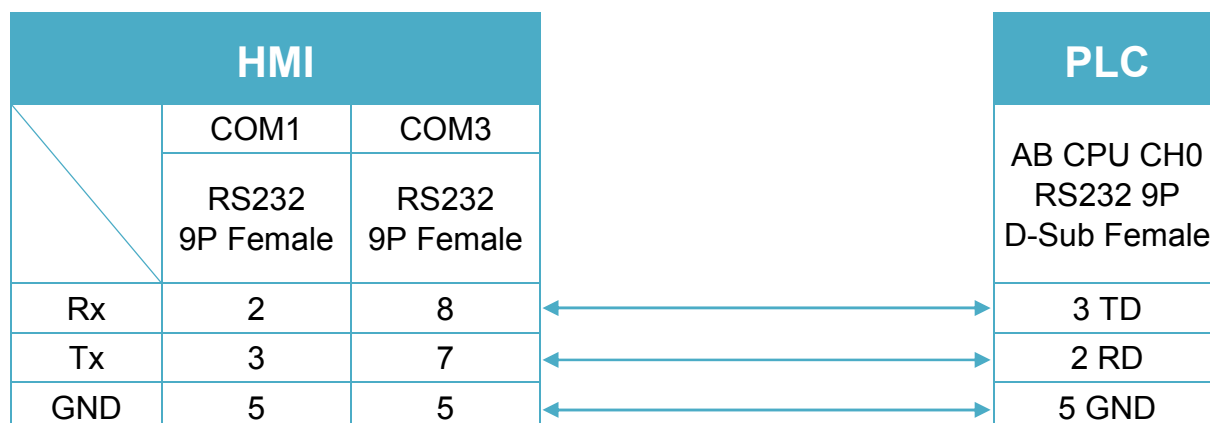 HMI PLC
COM1 COM3
AB CPU CH0
RS232 9P
D-Sub Female
RS232
9P Female
RS232
9P Female
Rx 2 8 3 TD
Tx 3 7 2 RD
GND 5 5 5 GND